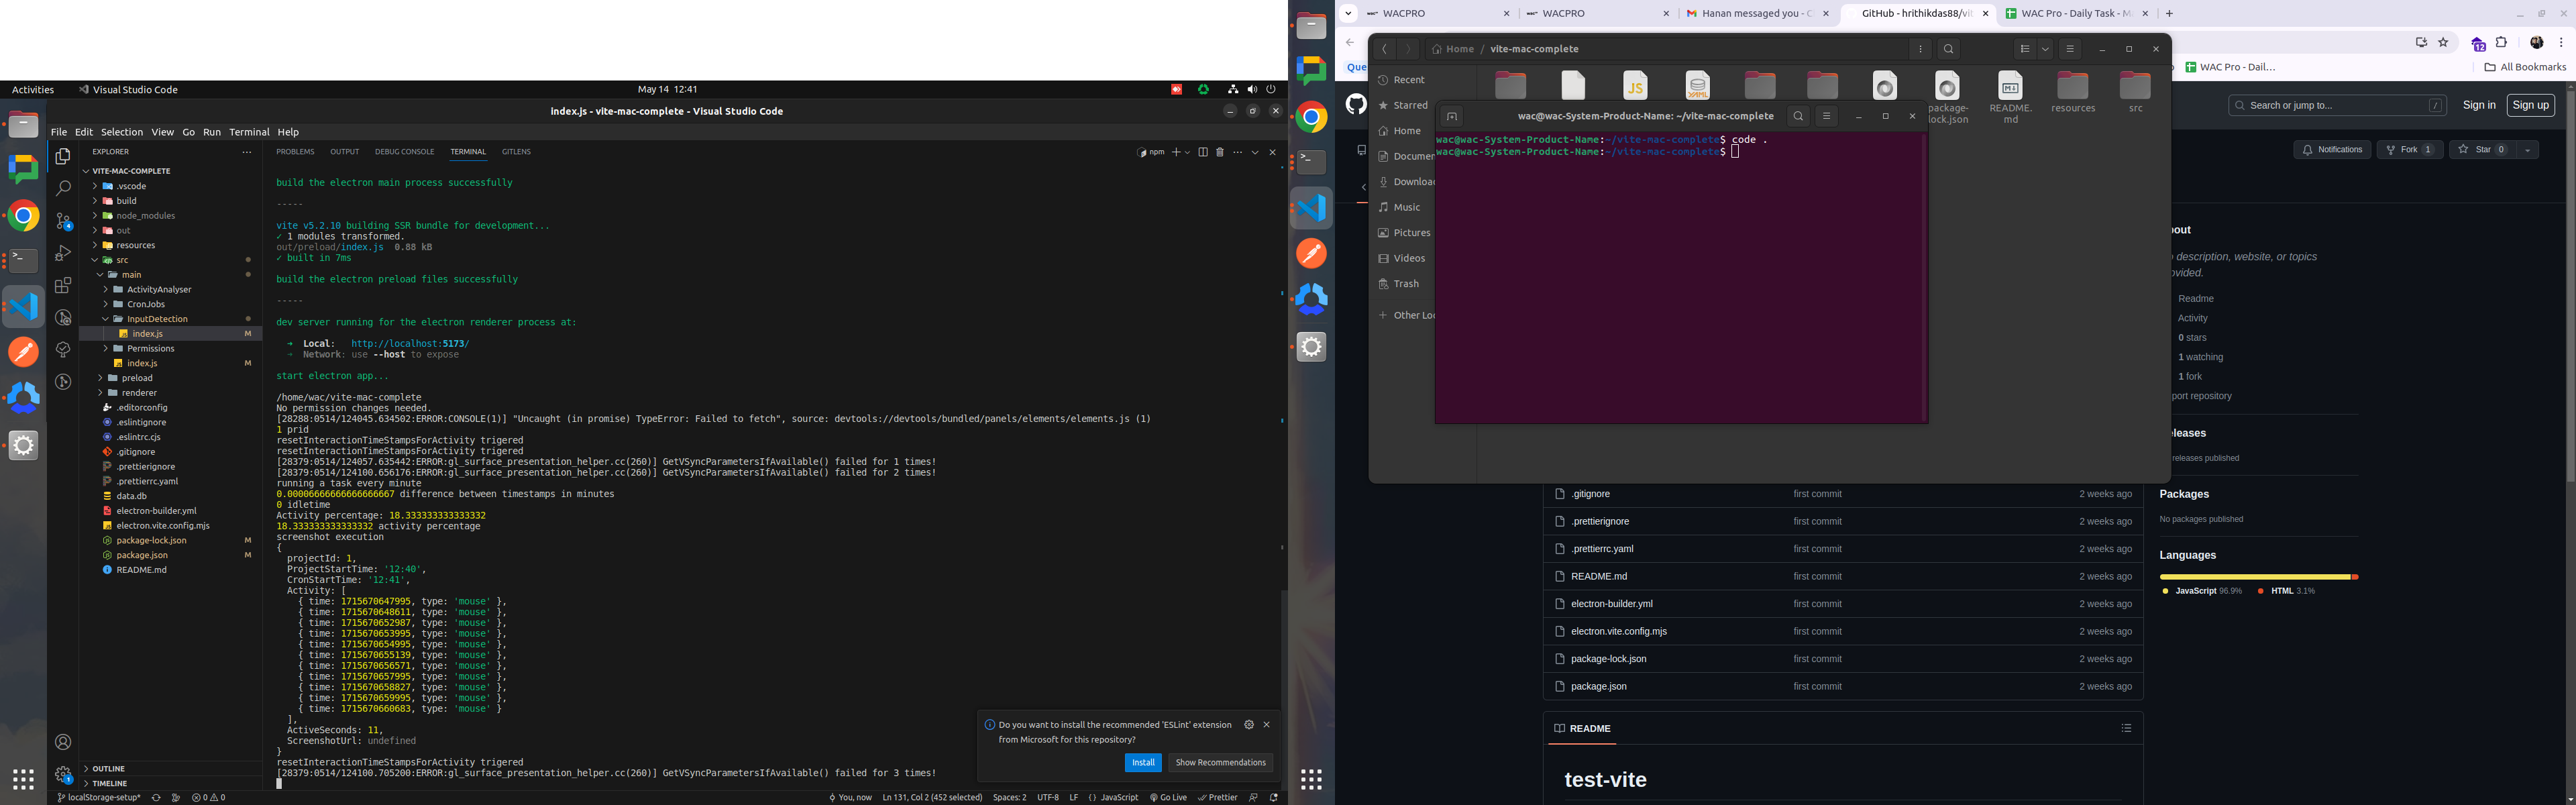 Activities
Visual Studio Code
May 14 12:41
index.js - vite-mac-complete - Visual Studio Code
File Edit Selection View Go Run Terminal Help
EXPLORER
VITE-MAC-COMPLETE
.vscode
build
node_modules
out
resources
src
main
ActivityAnalyser
CronJobs
InputDetection
index.js M
Permissions
index.js M
preload
renderer
.editorconfig
.eslintignore
.eslintrc.cjs
.gitignore
.prettierignore
.prettierrc.yaml
data.db
electron-builder.yml
electron.vite.config.mjs
package-lock.json M
package.json M
README.md
OUTLINE
TIMELINE
4
1
PROBLEMS OUTPUT DEBUG CONSOLE TERMINAL GITLENS
npm
build the electron main process successfully
-----
vite v5.2.10 building SSR bundle for development...
✓ 1 modules transformed.
out/preload/index.js 0.88 kB
✓ built in 7ms
build the electron preload files successfully
-----
dev server running for the electron renderer process at:
➜ Local: http://localhost:5173/
➜ Network: use --host to expose
start electron app...
/home/wac/vite-mac-complete
No permission changes needed.
[28288:0514/124045.634502:ERROR:CONSOLE(1)] "Uncaught (in promise) TypeError: Failed to fetch", source: devtools://devtools/bundled/panels/elements/elements.js (1)
1 prid
resetInteractionTimeStampsForActivity trigered
resetInteractionTimeStampsForActivity trigered
[28379:0514/124057.635442:ERROR:gl_surface_presentation_helper.cc(260)] GetVSyncParametersIfAvailable() failed for 1 times!
[28379:0514/124100.656176:ERROR:gl_surface_presentation_helper.cc(260)] GetVSyncParametersIfAvailable() failed for 2 times!
running a task every minute
0.00006666666666666667 difference between timestamps in minutes
0 idletime
Activity percentage: 18.333333333333332
18.333333333333332 activity percentage
screenshot execution
{
projectId: 1,
ProjectStartTime: '12:40',
CronStartTime: '12:41',
Activity: [
{ time: 1715670647995, type: 'mouse' },
{ time: 1715670648611, type: 'mouse' },
{ time: 1715670652987, type: 'mouse' },
{ time: 1715670653995, type: 'mouse' },
{ time: 1715670654995, type: 'mouse' },
{ time: 1715670655139, type: 'mouse' },
{ time: 1715670656571, type: 'mouse' },
{ time: 1715670657995, type: 'mouse' },
{ time: 1715670658827, type: 'mouse' },
{ time: 1715670659995, type: 'mouse' },
{ time: 1715670660683, type: 'mouse' }
],
ActiveSeconds: 11,
ScreenshotUrl: undefined
}
resetInteractionTimeStampsForActivity trigered
[28379:0514/124100.705200:ERROR:gl_surface_presentation_helper.cc(260)] GetVSyncParametersIfAvailable() failed for 3 times!
Do you want to install the recommended 'ESLint' extension
from Microsoft for this repository?
Install Show Recommendations
localStorage-setup* 0 0
You, now Ln 131, Col 2 (452 selected) Spaces: 2 UTF-8 LF {} JavaScript Go Live Prettier
WACPRO
WACPRO
Hanan messaged you - C
GitHub - hrithikdas88/vit
WAC Pro - Daily Task - M
12
Que
WAC Pro - Dail...
All Bookmarks
Home / vite-mac-complete
Recent
Starred
Home
Documen
Downloa
Music
Pictures
Videos
Trash
Other Loc
JS
YAML
package-lock.json
README.md
resources
src
wac@wac-System-Product-Name: ~/vite-mac-complete
wac@wac-System-Product-Name:~/vite-mac-complete$ code .
wac@wac-System-Product-Name:~/vite-mac-complete$
Search or jump to... /
Sign in
Sign up
Notifications
Fork 1
Star 0
bout
description, website, or topics
ovided.
Readme
Activity
0 stars
1 watching
1 fork
port repository
eleases
releases published
Packages
No packages published
Languages
JavaScript 96.9% HTML 3.1%
.gitignore first commit 2 weeks ago
.prettierignore first commit 2 weeks ago
.prettierrc.yaml first commit 2 weeks ago
README.md first commit 2 weeks ago
electron-builder.yml first commit 2 weeks ago
electron.vite.config.mjs first commit 2 weeks ago
package-lock.json first commit 2 weeks ago
package.json first commit 2 weeks ago
README
test-vite